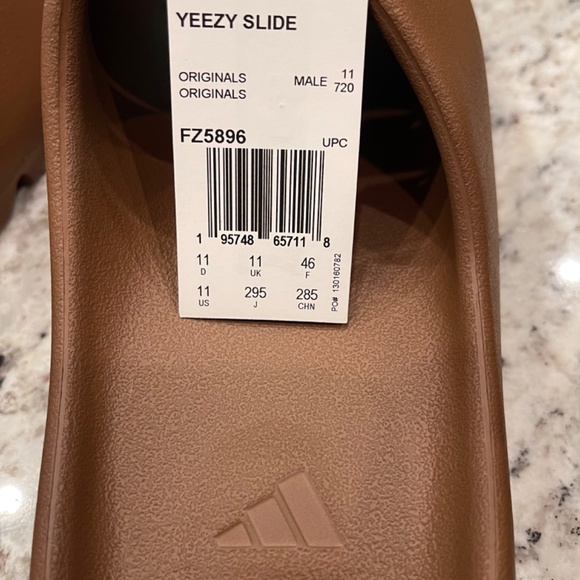 YEEZY SLIDE
ORIGINALS MALE 11
ORIGINALS 720
FZ5896 UPC
1 95748 65711 8
11 11 46
D UK F
11 295 285
US J CHN
PO# 130160782